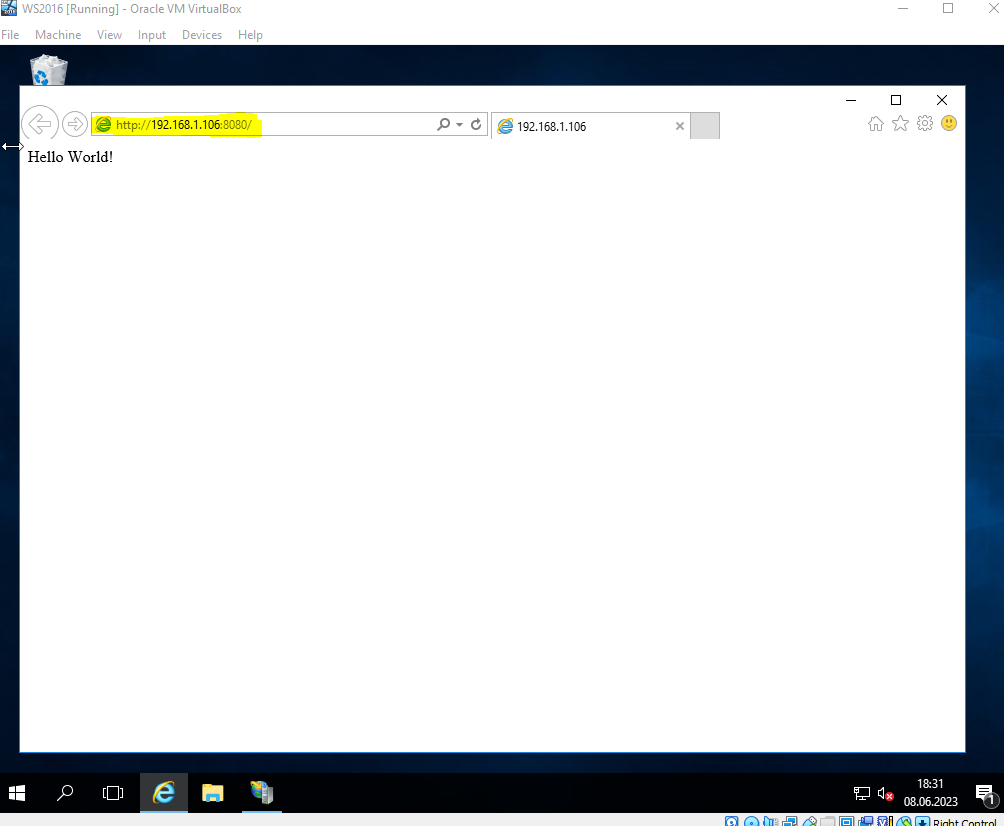 WS2016 [Running] - Oracle VM VirtualBox
File Machine View Input Devices Help
http://192.168.1.106:8080/
192.168.1.106
Hello World!
18:31
08.06.2023
1
Right Control